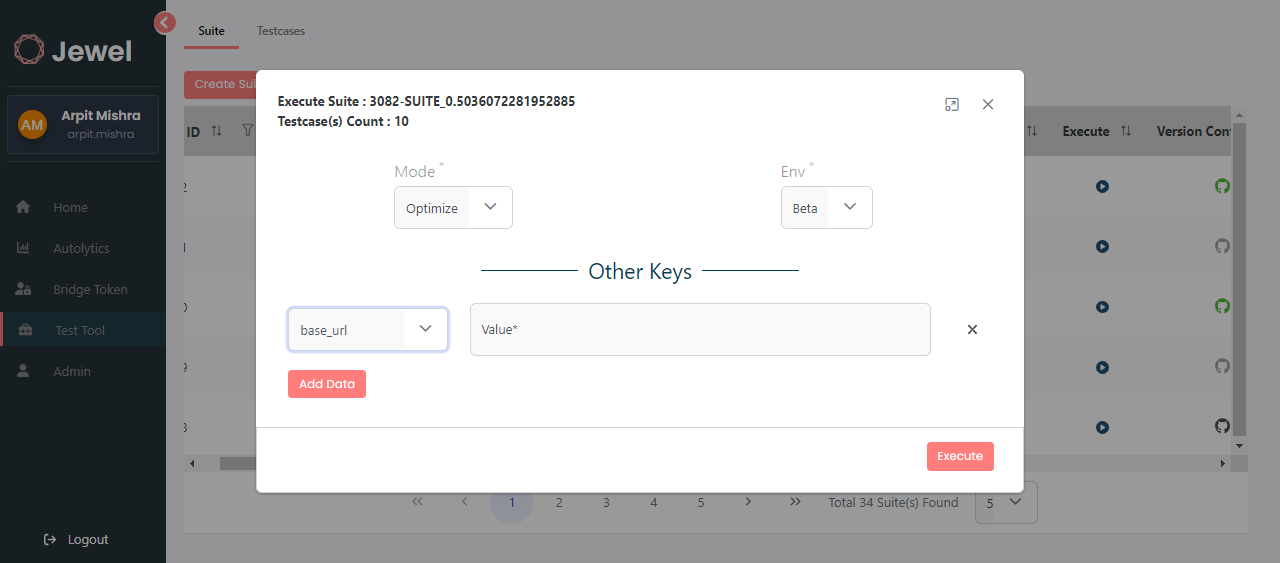 Suite
Testcases
Jewel
Create Sui
Execute Suite : 3082-SUITE_0.5036072281952885
Testcase(s) Count : 10
AM
Arpit Mishra
arpit.mishra
ID
Execute
Version Con
Mode *
Env *
Optimize
Beta
Home
Autolytics
Bridge Token
Test Tool
Admin
Other Keys
base_url
Value*
Add Data
Execute
1
2
3
4
5
Total 34 Suite(s) Found
5
Logout